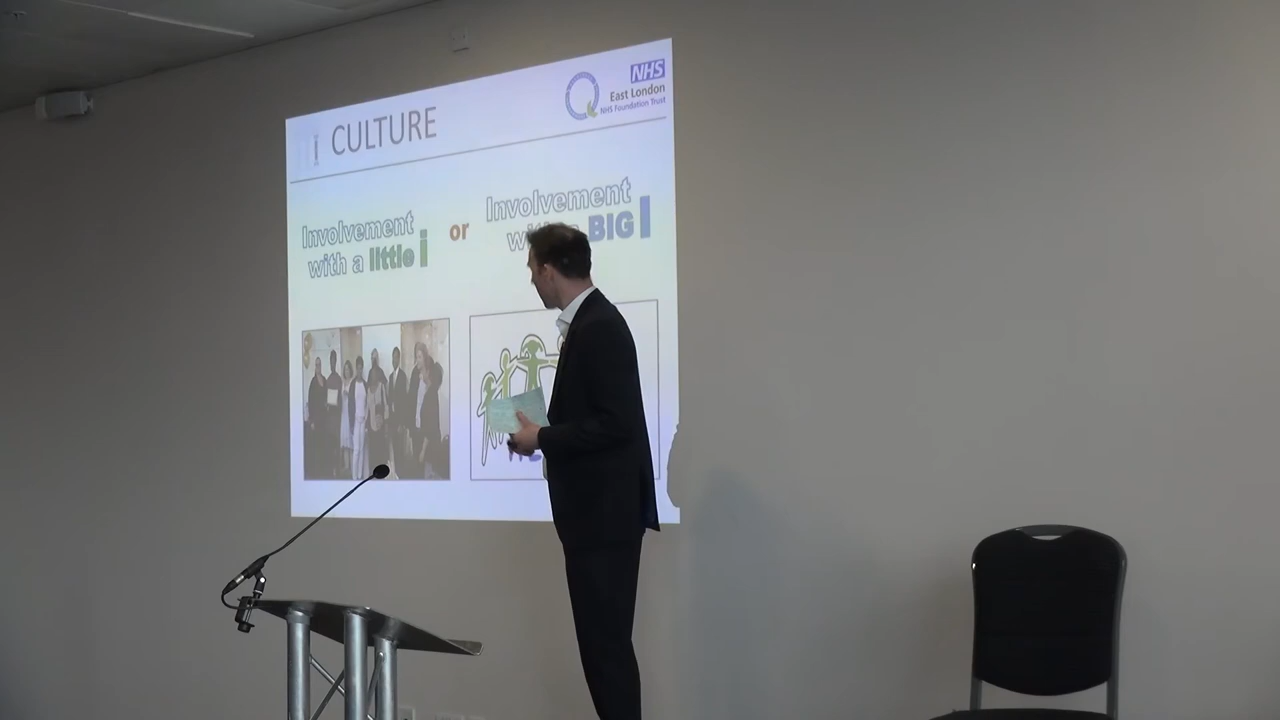 CULTURE
NHS
East London
NHS Foundation Trust
Involvement
with a little i
or
Involvement
BIG I